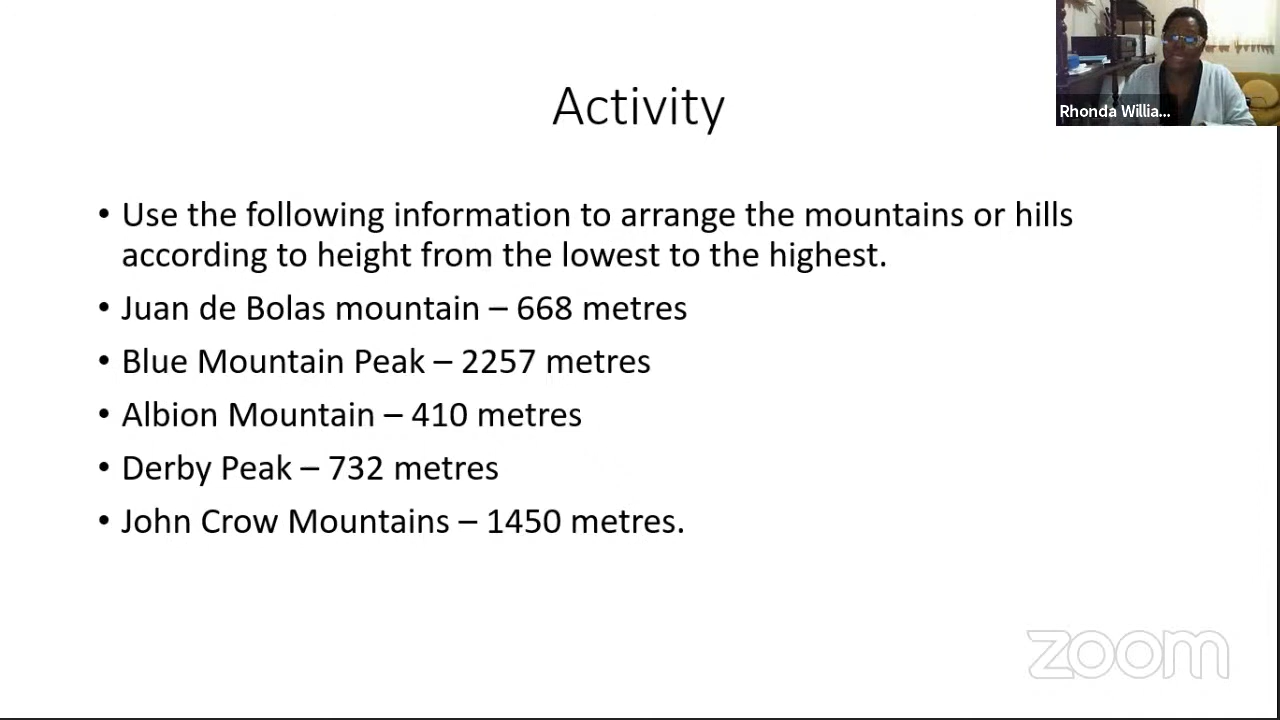 Rhonda Willia...
Activity
• Use the following information to arrange the mountains or hills
according to height from the lowest to the highest.
• Juan de Bolas mountain – 668 metres
• Blue Mountain Peak – 2257 metres
• Albion Mountain – 410 metres
• Derby Peak – 732 metres
• John Crow Mountains – 1450 metres.
zoom